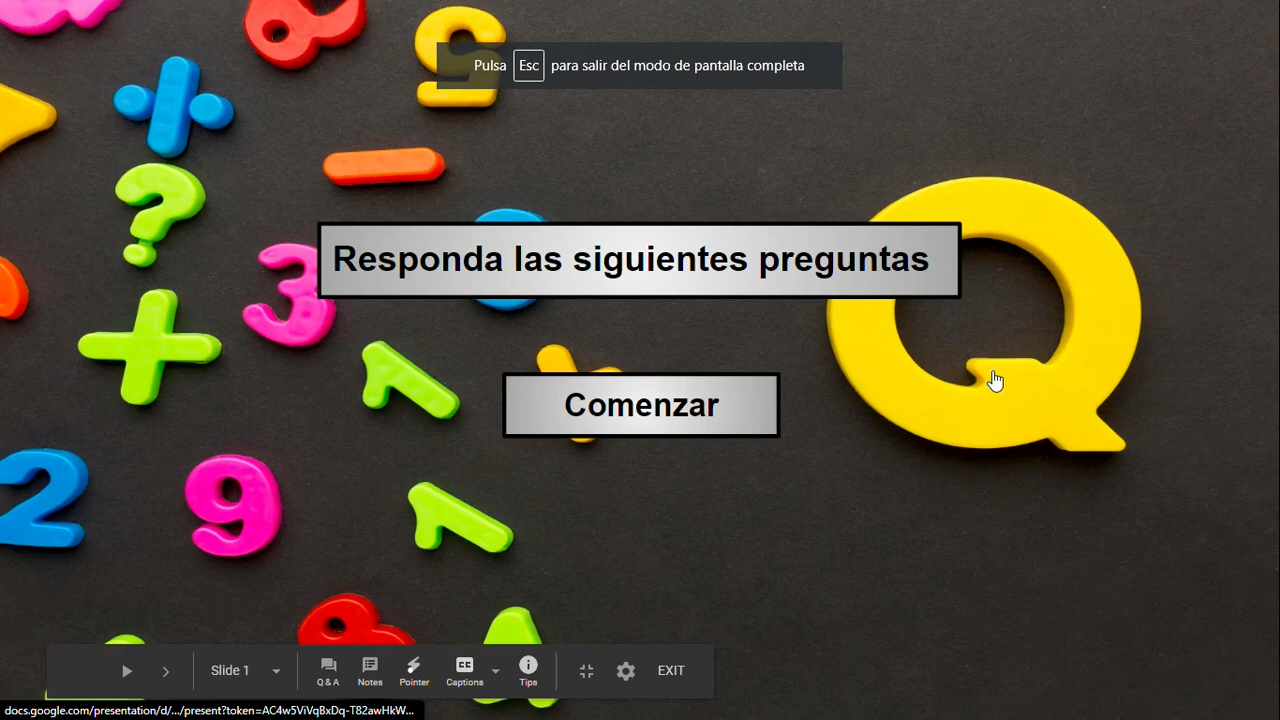 Pulsa Esc para salir del modo de pantalla completa
Responda las siguientes preguntas
Comenzar
Slide 1
Q & A
Notes
Pointer
Captions
Tips
EXIT
docs.google.com/presentation/d/.../present?token=AC4w5ViVqBxDq-T82awHkW...